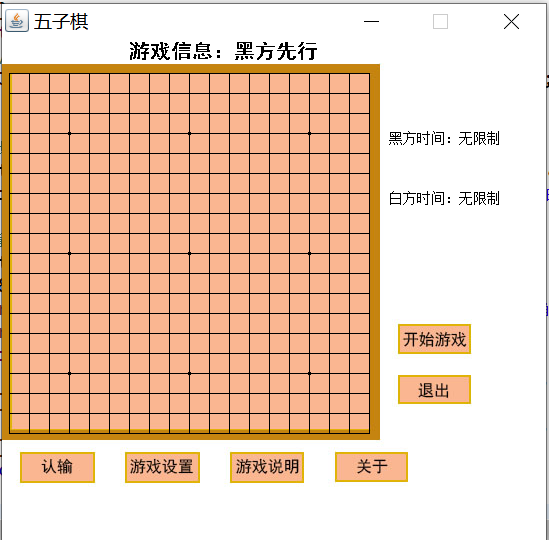 五子棋
游戏信息：黑方先行
黑方时间：无限制
白方时间：无限制
开始游戏
退出
认输
游戏设置
游戏说明
关于